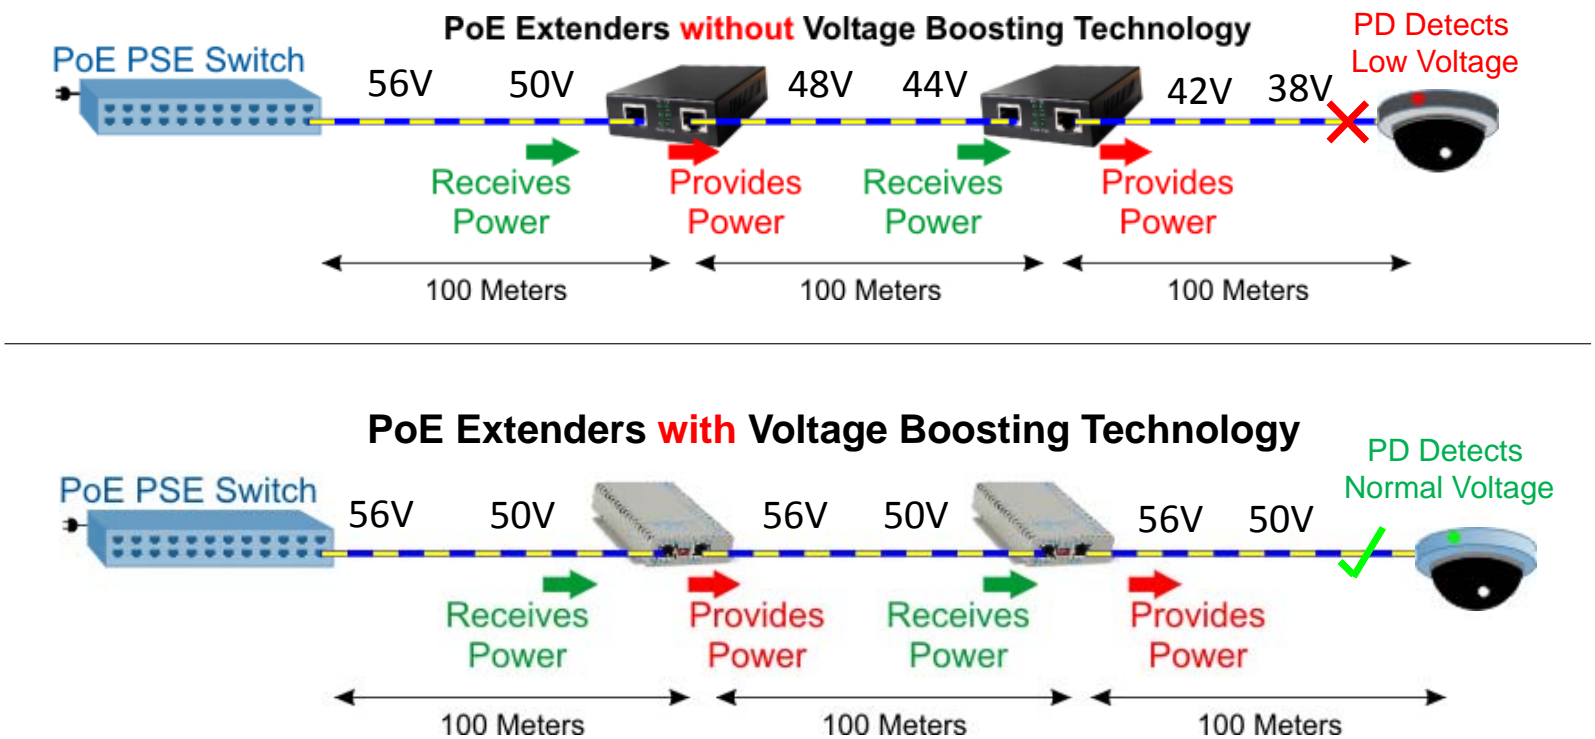 PoE Extenders without Voltage Boosting Technology
PD Detects
Low Voltage
PoE PSE Switch
56V
50V
48V
44V
42V
38V
Receives
Power
Provides
Power
Receives
Power
Provides
Power
100 Meters
100 Meters
100 Meters
PoE Extenders with Voltage Boosting Technology
PD Detects
Normal Voltage
PoE PSE Switch
56V
50V
56V
50V
56V
50V
Receives
Power
Provides
Power
Receives
Power
Provides
Power
100 Meters
100 Meters
100 Meters